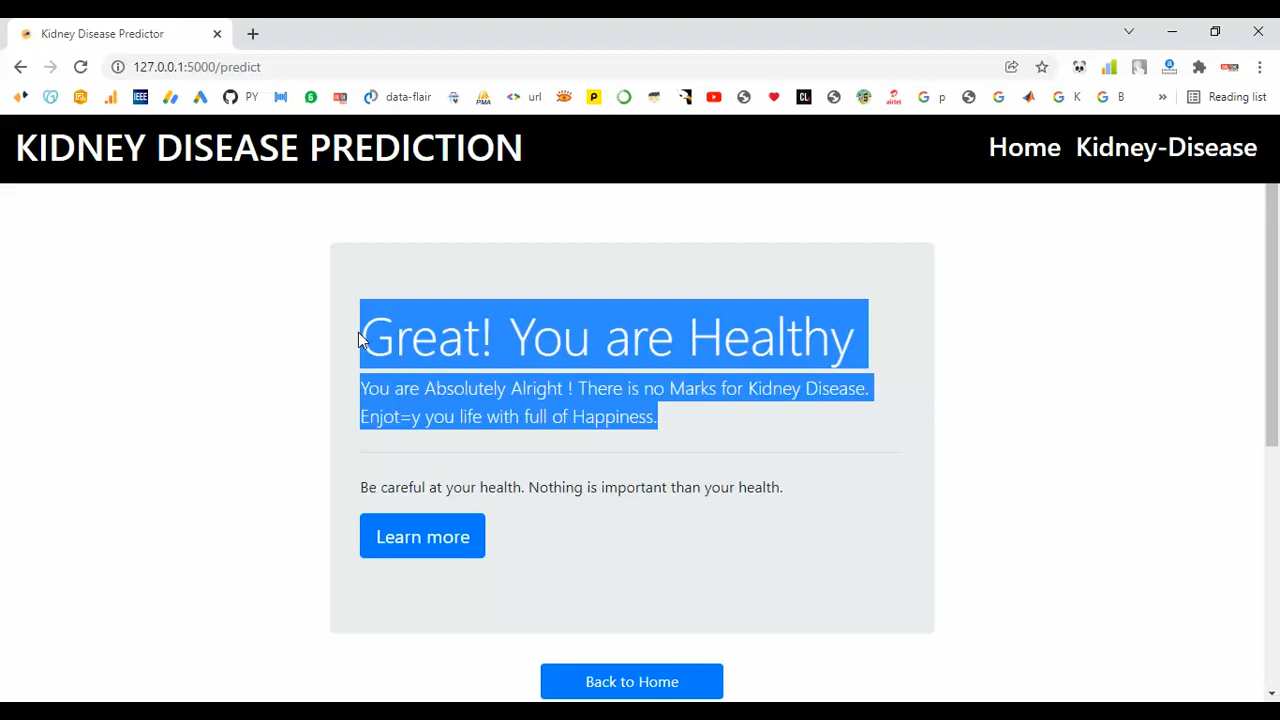 Kidney Disease Predictor
127.0.0.1:5000/predict
PY
data-flair
PMA
<> url
CL
airtel
G p
G
K
G B
»
Reading list
KIDNEY DISEASE PREDICTION
Home Kidney-Disease
Great! You are Healthy
You are Absolutely Alright ! There is no Marks for Kidney Disease.
Enjot=y you life with full of Happiness.
Be careful at your health. Nothing is important than your health.
Learn more
Back to Home